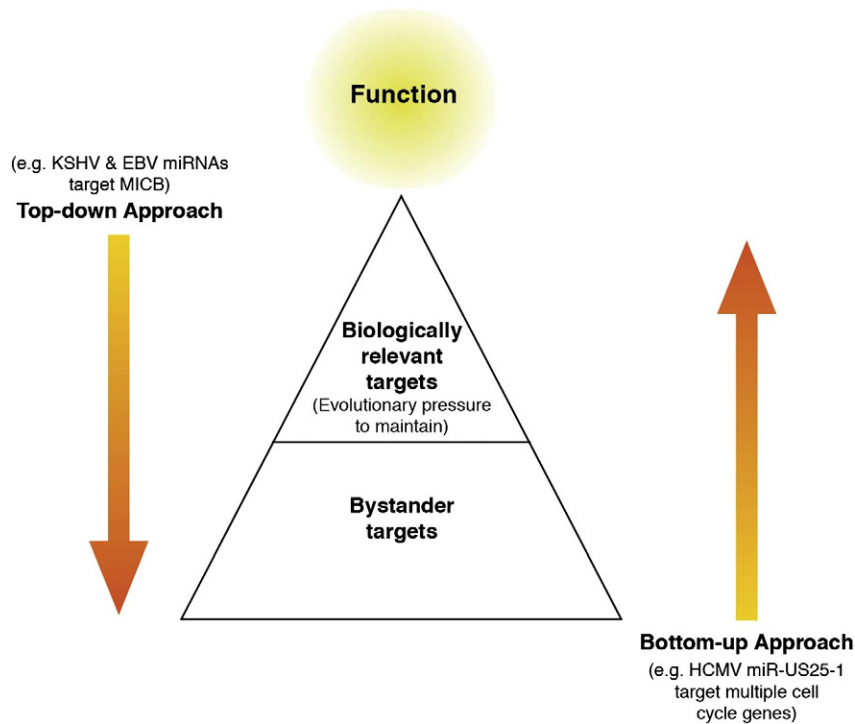 Function
(e.g. KSHV & EBV miRNAs
target MICB)
Top-down Approach
Biologically
relevant
targets
(Evolutionary pressure
to maintain)
Bystander
targets
Bottom-up Approach
(e.g. HCMV miR-US25-1
target multiple cell
cycle genes)